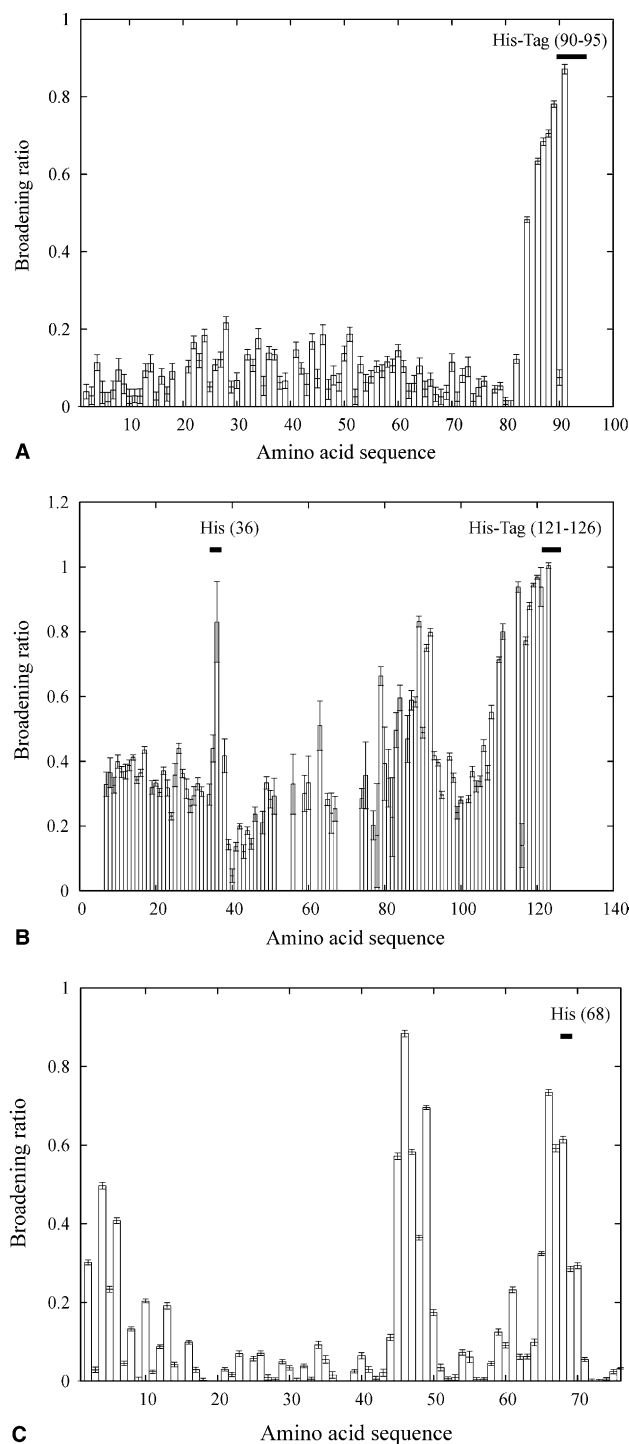 1
His-Tag (90-95)
0.8
0.6
Broadening ratio
0.4
0.2
0
10 20 30 40 50 60 70 80 90 100
Amino acid sequence
A
1.2
His (36) His-Tag (121-126)
1
0.8
Broadening ratio
0.6
0.4
0.2
0
0 20 40 60 80 100 120 140
Amino acid sequence
B
1
His (68)
0.8
0.6
Broadening ratio
0.4
0.2
0
10 20 30 40 50 60 70
Amino acid sequence
C